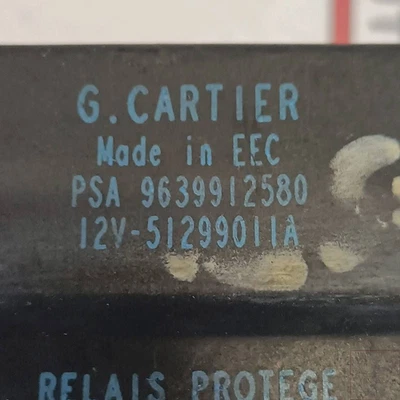 G.CARTIER
Made in EEC
PSA 9639912580
12V-51299011A
RELAIS PROTEGE